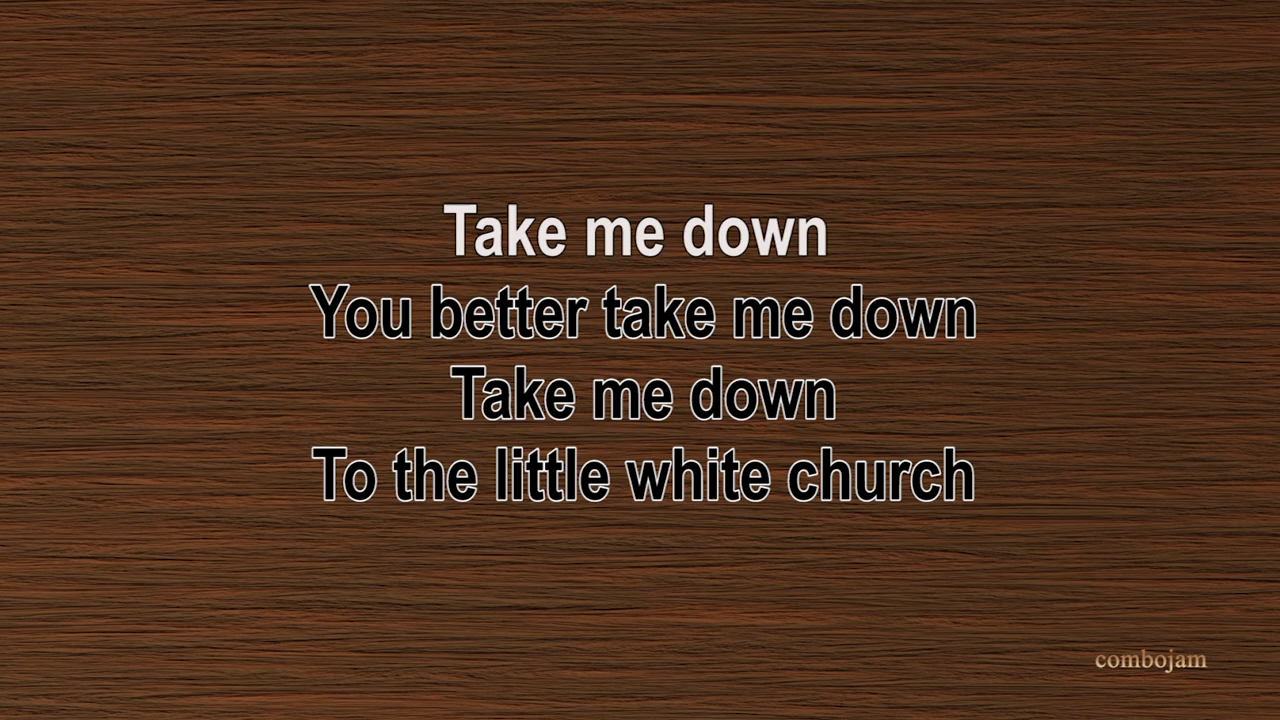 Take me down
You better take me down
Take me down
To the little white church
combojam